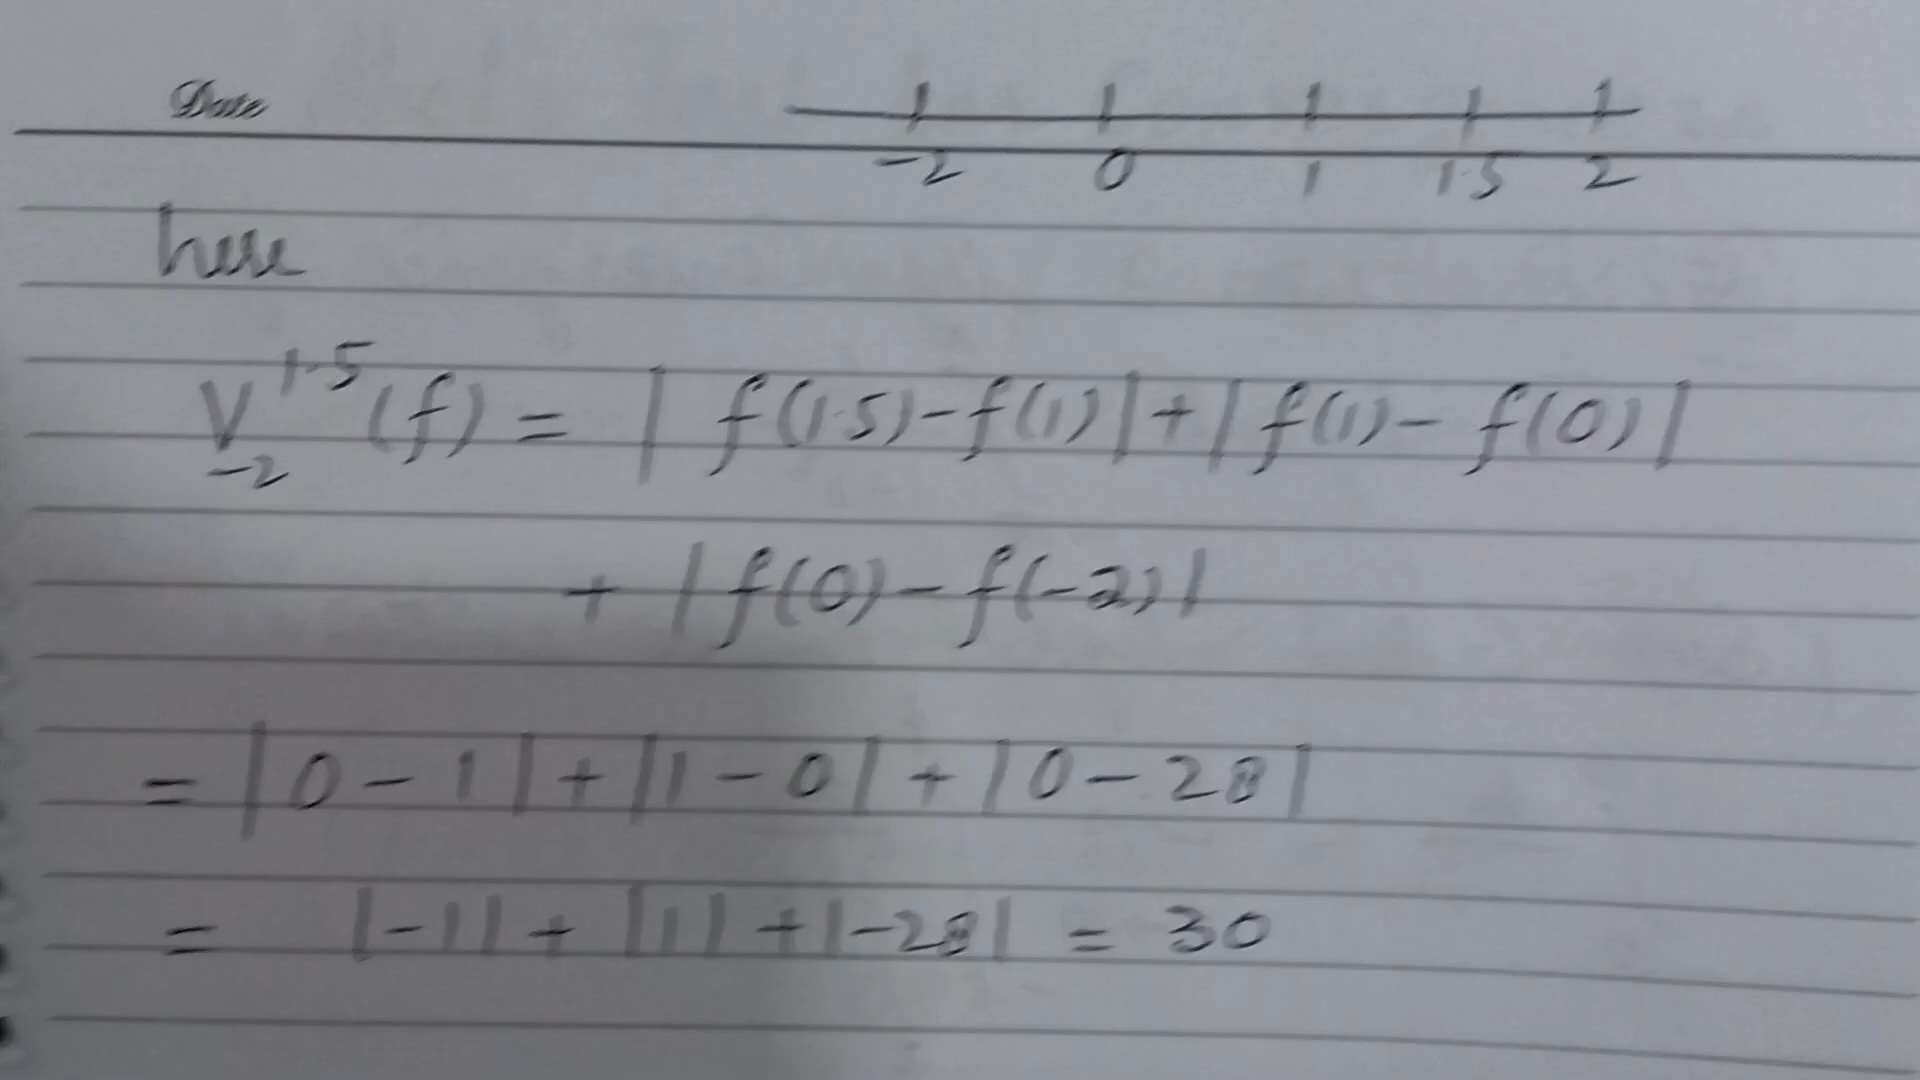 Date
-2 0 1 1.5 2
here
V_{-2}^{1.5}(f) = |f(1.5)-f(1)|+|f(1)-f(0)|
+ |f(0)-f(-2)|
= |0-1|+|1-0|+|0-28|
= |-1|+|1|+|-28| = 30